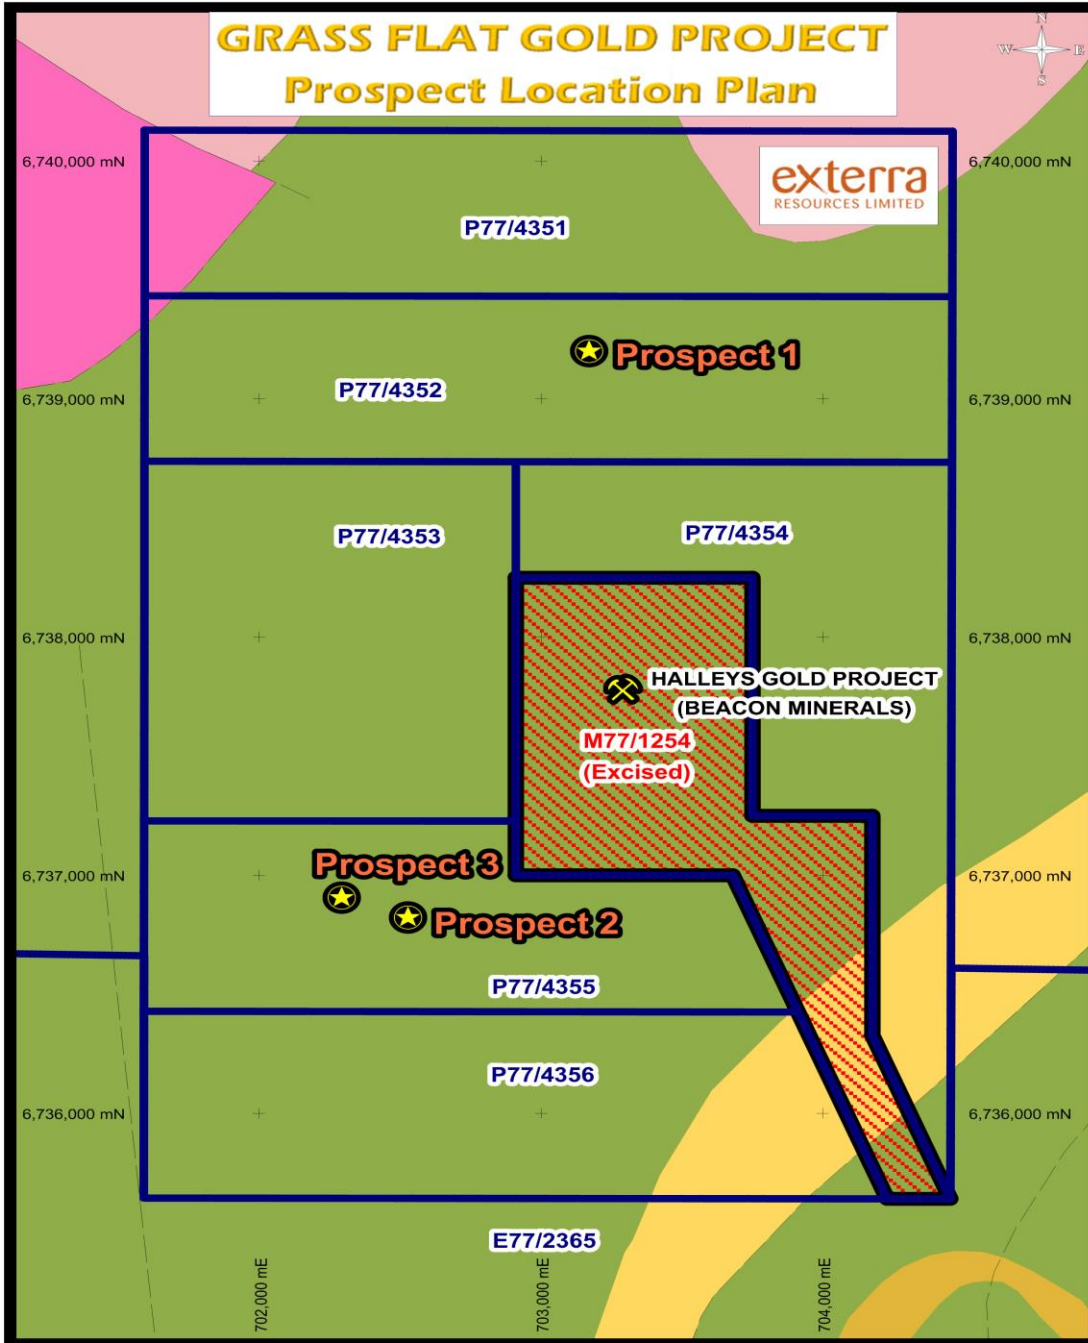 GRASS FLAT GOLD PROJECT
Prospect Location Plan
N
W E
S
exterra
RESOURCES LIMITED
6,740,000 mN 6,740,000 mN
P77/4351
Prospect 1
P77/4352
6,739,000 mN 6,739,000 mN
P77/4353 P77/4354
6,738,000 mN 6,738,000 mN
HALLEYS GOLD PROJECT
(BEACON MINERALS)
M77/1254
(Excised)
Prospect 3
6,737,000 mN 6,737,000 mN
Prospect 2
P77/4355
P77/4356
6,736,000 mN 6,736,000 mN
E77/2365
702,000 mE 703,000 mE 704,000 mE